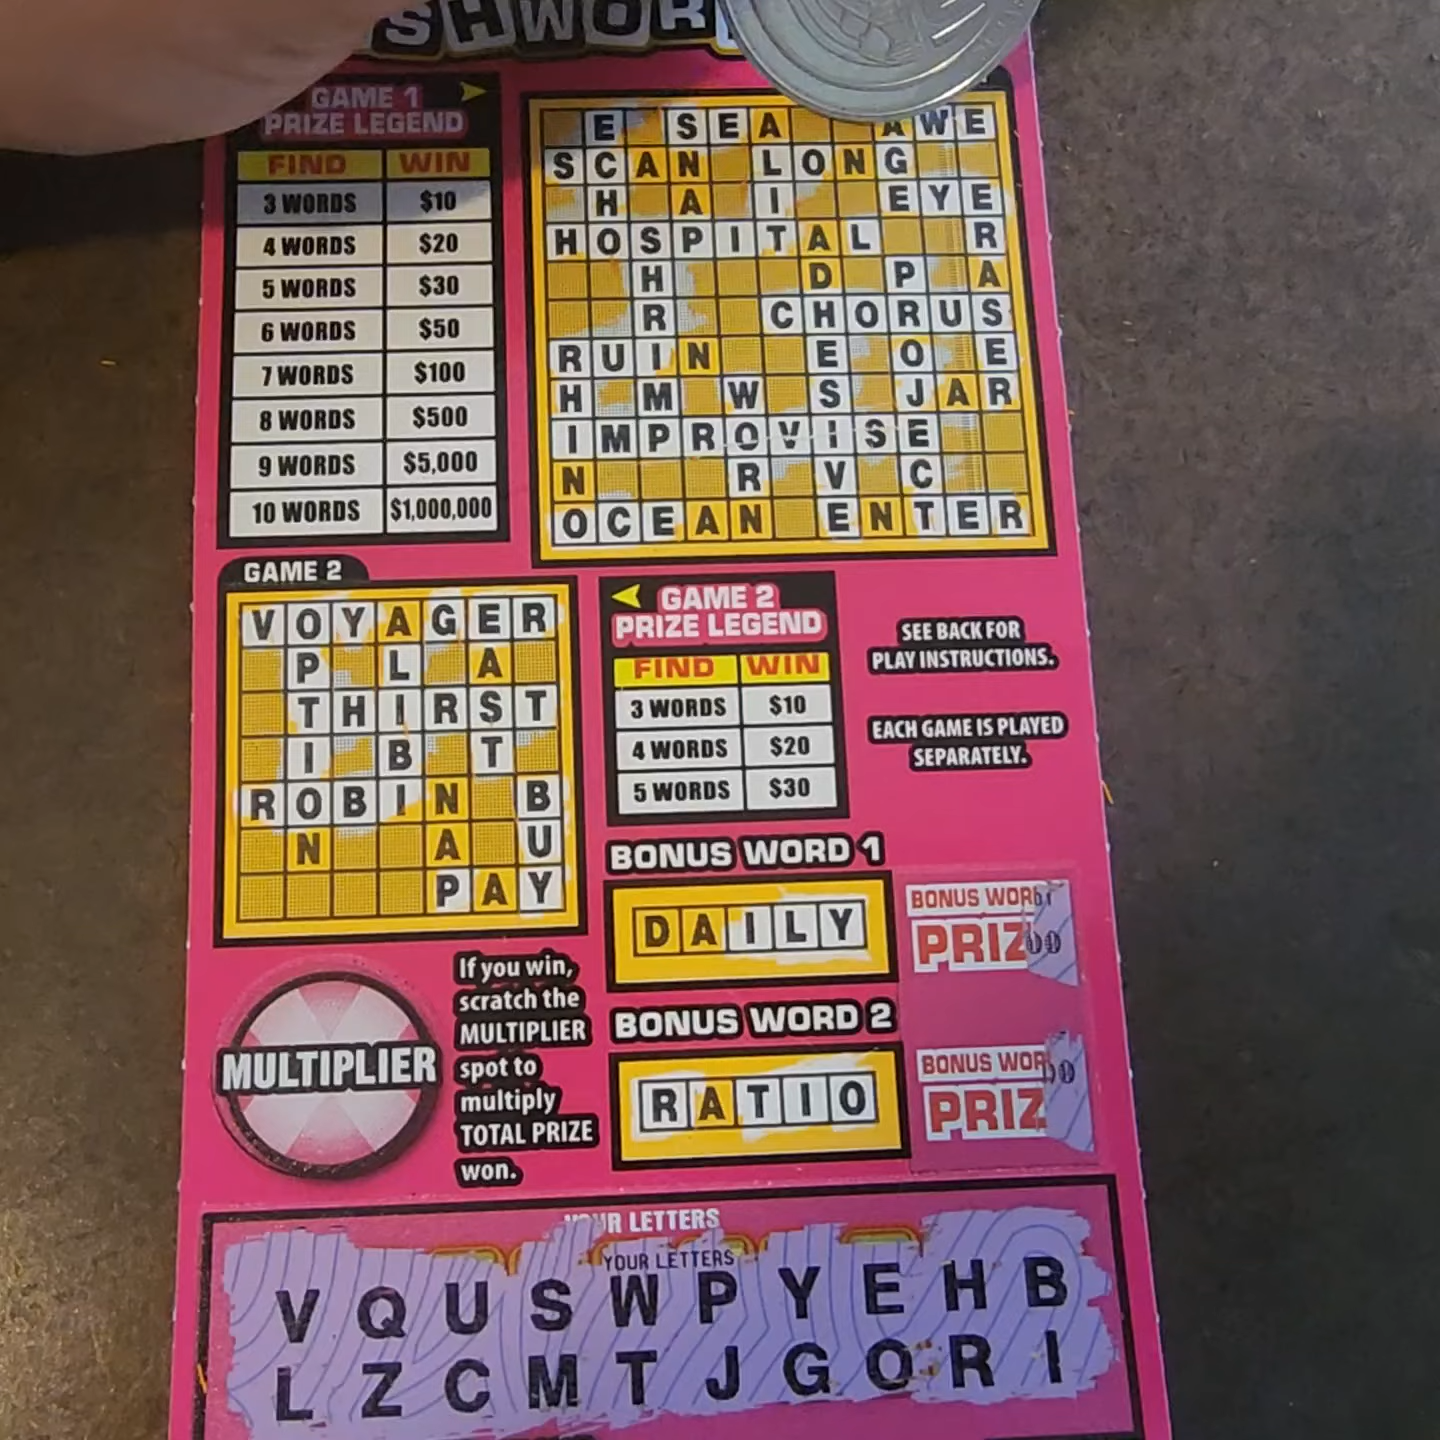 GAME 1
PRIZE LEGEND
FIND WIN
3 WORDS $10
4 WORDS $20
5 WORDS $30
6 WORDS $50
7 WORDS $100
8 WORDS $500
9 WORDS $5,000
10 WORDS $1,000,000
E SEA AWE
SCAN LONG
H A I EYE
HOSPITAL R
H D P A
R CHORUS
RUIN E O E
H M W S JAR
IMPROVISE
N R V C
OCEAN ENTER
GAME 2
VOYAGER
P L A
THIRST
I B T
ROBIN B
N A U
PAY
GAME 2
PRIZE LEGEND
FIND WIN
3 WORDS $10
4 WORDS $20
5 WORDS $30
SEE BACK FOR
PLAY INSTRUCTIONS.
EACH GAME IS PLAYED
SEPARATELY.
BONUS WORD 1
DAILY
BONUS WORD 2
RATIO
MULTIPLIER
If you win,
scratch the
MULTIPLIER
spot to
multiply
TOTAL PRIZE
won.
YOUR LETTERS
V Q U S W P Y E H B
L Z C M T J G O R I